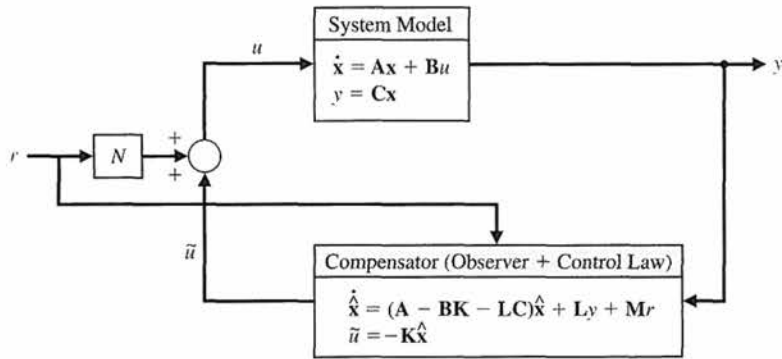 System Model
u
ẋ = Ax + Bu
y = Cx
y
r
N
+
+
ũ
Compensator (Observer + Control Law)
x̂̇ = (A − BK − LC)x̂ + Ly + Mr
ũ = −Kx̂